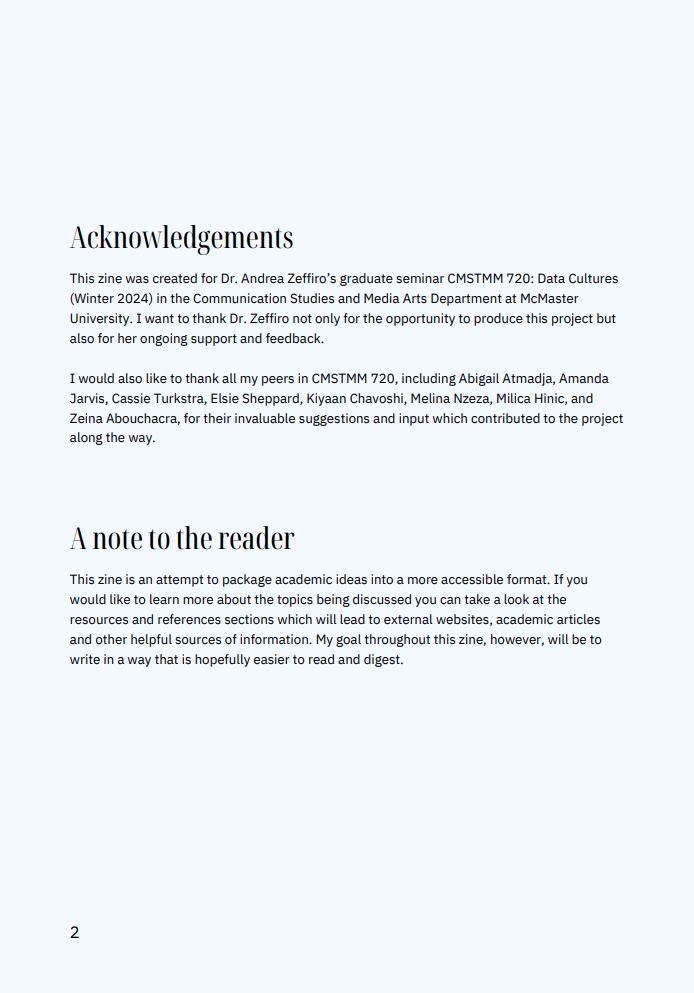 Acknowledgements
This zine was created for Dr. Andrea Zeffiro’s graduate seminar CMSTMM 720: Data Cultures
(Winter 2024) in the Communication Studies and Media Arts Department at McMaster
University. I want to thank Dr. Zeffiro not only for the opportunity to produce this project but
also for her ongoing support and feedback.
I would also like to thank all my peers in CMSTMM 720, including Abigail Atmadja, Amanda
Jarvis, Cassie Turkstra, Elsie Sheppard, Kiyaan Chavoshi, Melina Nzeza, Milica Hinic, and
Zeina Abouchacra, for their invaluable suggestions and input which contributed to the project
along the way.
A note to the reader
This zine is an attempt to package academic ideas into a more accessible format. If you
would like to learn more about the topics being discussed you can take a look at the
resources and references sections which will lead to external websites, academic articles
and other helpful sources of information. My goal throughout this zine, however, will be to
write in a way that is hopefully easier to read and digest.
2